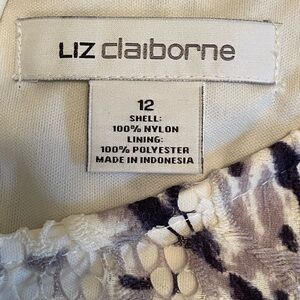 LIZ claiborne
12
SHELL:
100% NYLON
LINING:
100% POLYESTER
MADE IN INDONESIA